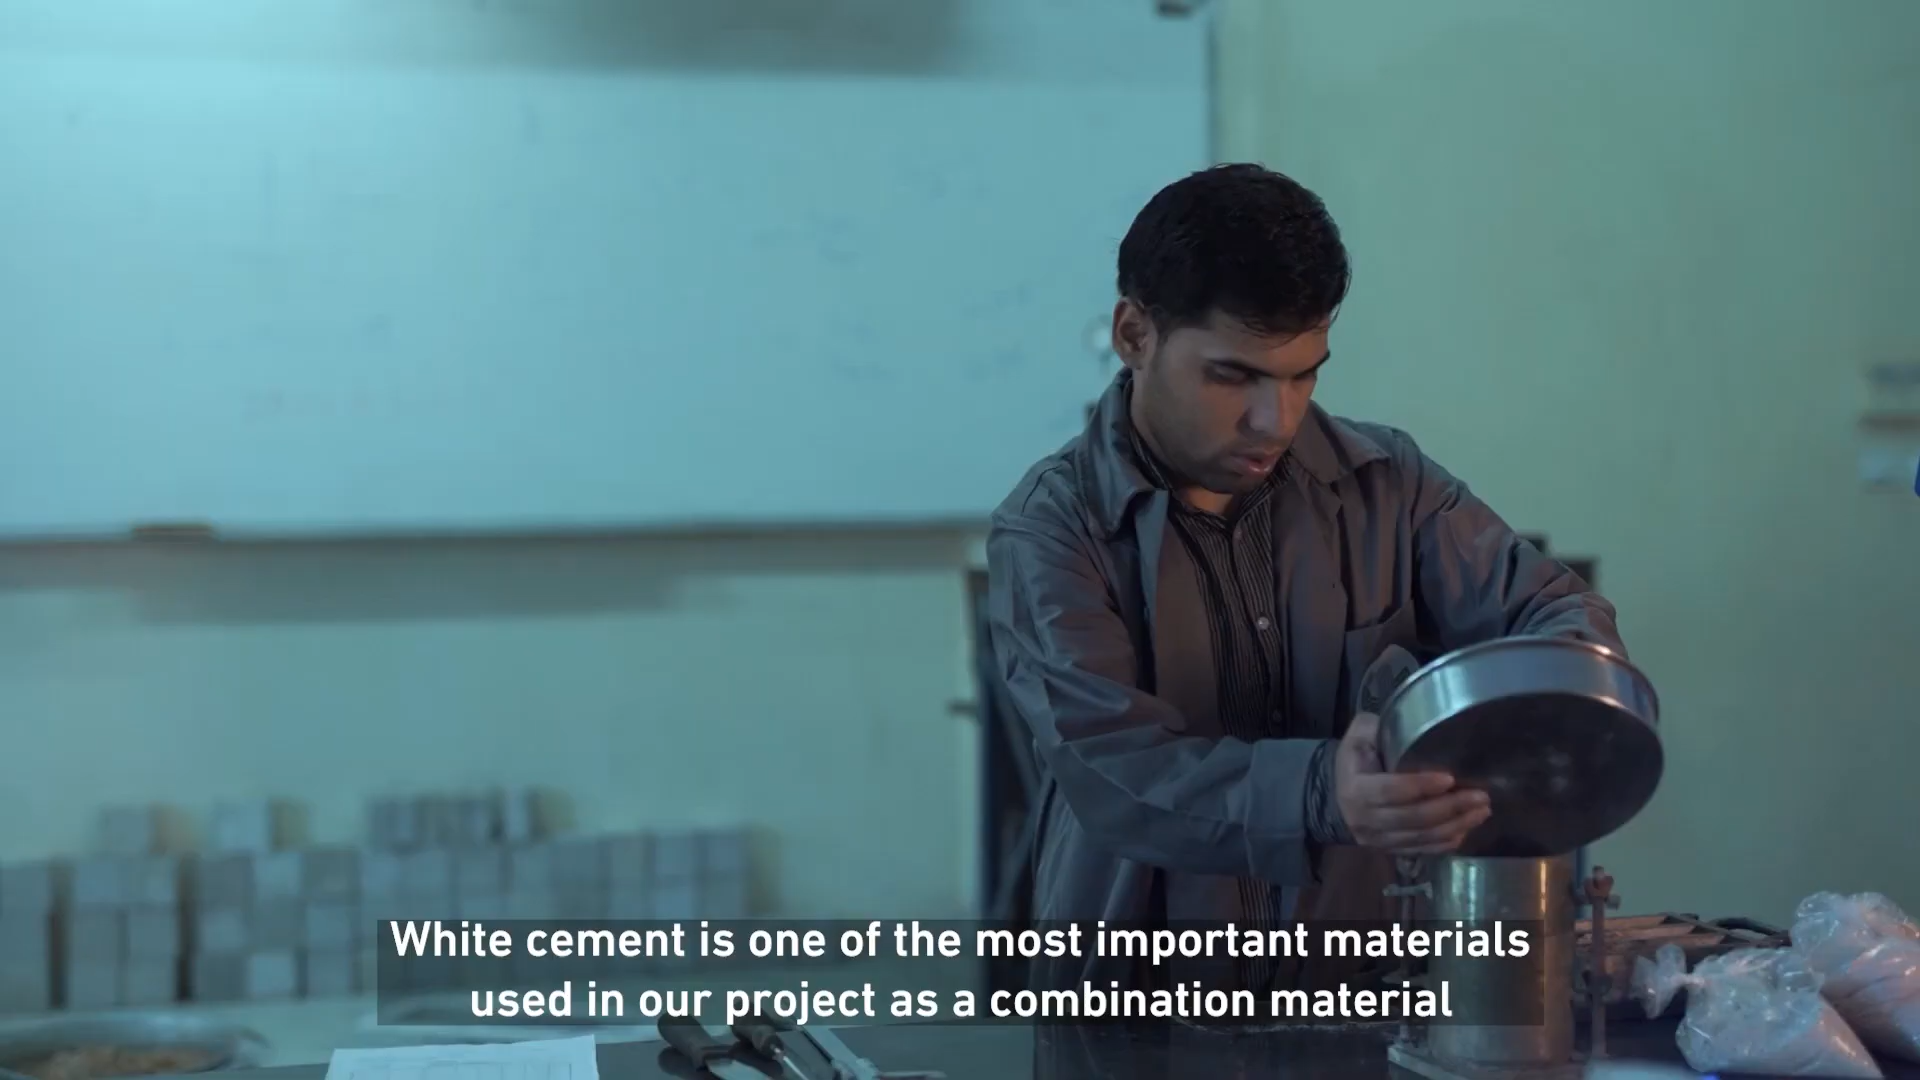 White cement is one of the most important materials
used in our project as a combination material